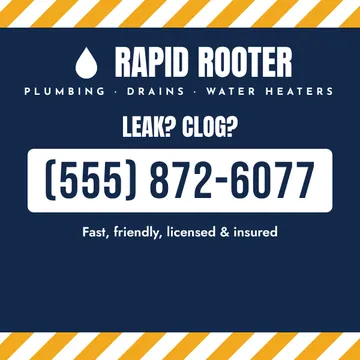 RAPID ROOTER
PLUMBING · DRAINS · WATER HEATERS
LEAK? CLOG?
(555) 872-6077
Fast, friendly, licensed & insured